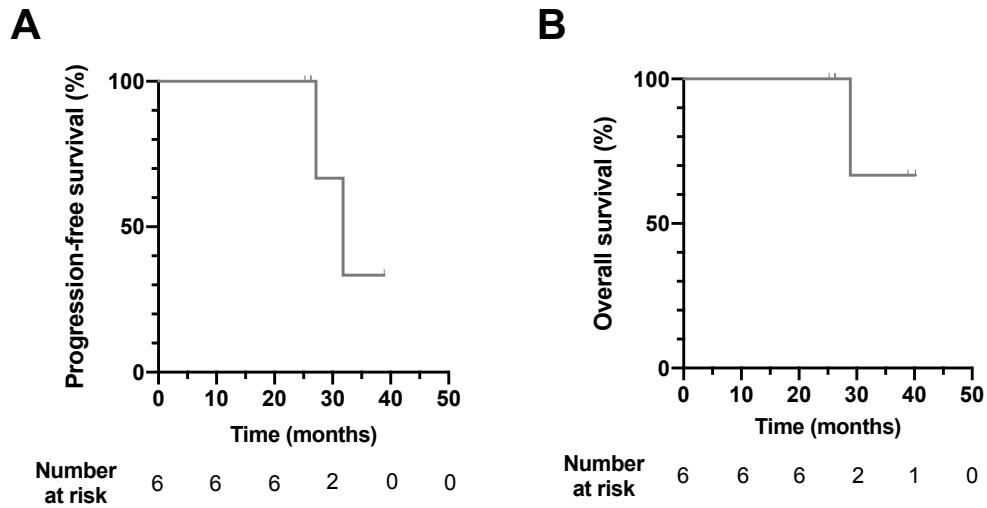 A
Progression-free survival (%)
100
50
0
0 10 20 30 40 50
Time (months)
Number
at risk
6 6 6 2 0 0
B
Overall survival (%)
100
50
0
0 10 20 30 40 50
Time (months)
Number
at risk
6 6 6 2 1 0